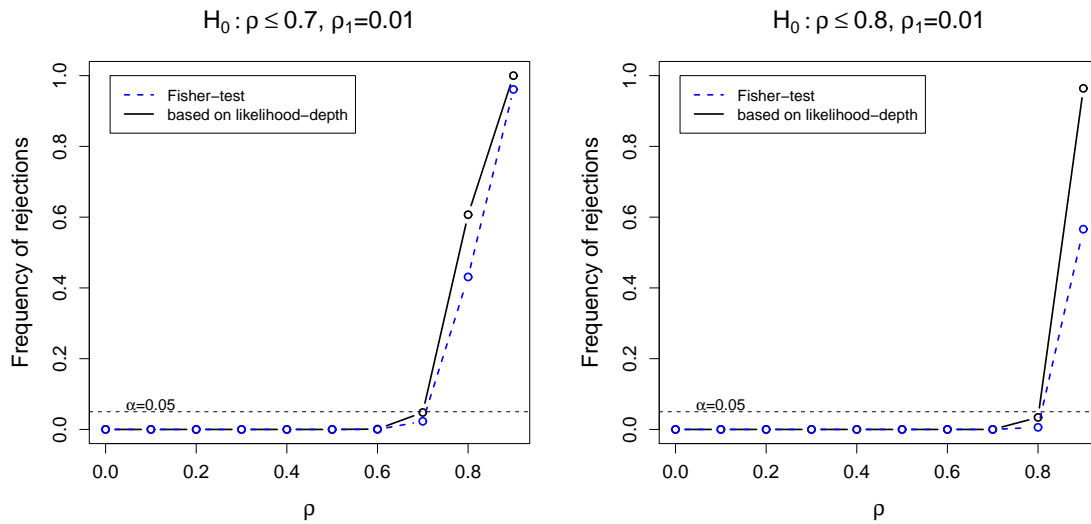 H₀ : ρ ≤ 0.7, ρ₁=0.01
Frequency of rejections
1.0
0.8
0.6
0.4
0.2
0.0
Fisher−test
based on likelihood−depth
α=0.05
0.0 0.2 0.4 0.6 0.8
ρ
H₀ : ρ ≤ 0.8, ρ₁=0.01
Frequency of rejections
1.0
0.8
0.6
0.4
0.2
0.0
Fisher−test
based on likelihood−depth
α=0.05
0.0 0.2 0.4 0.6 0.8
ρ